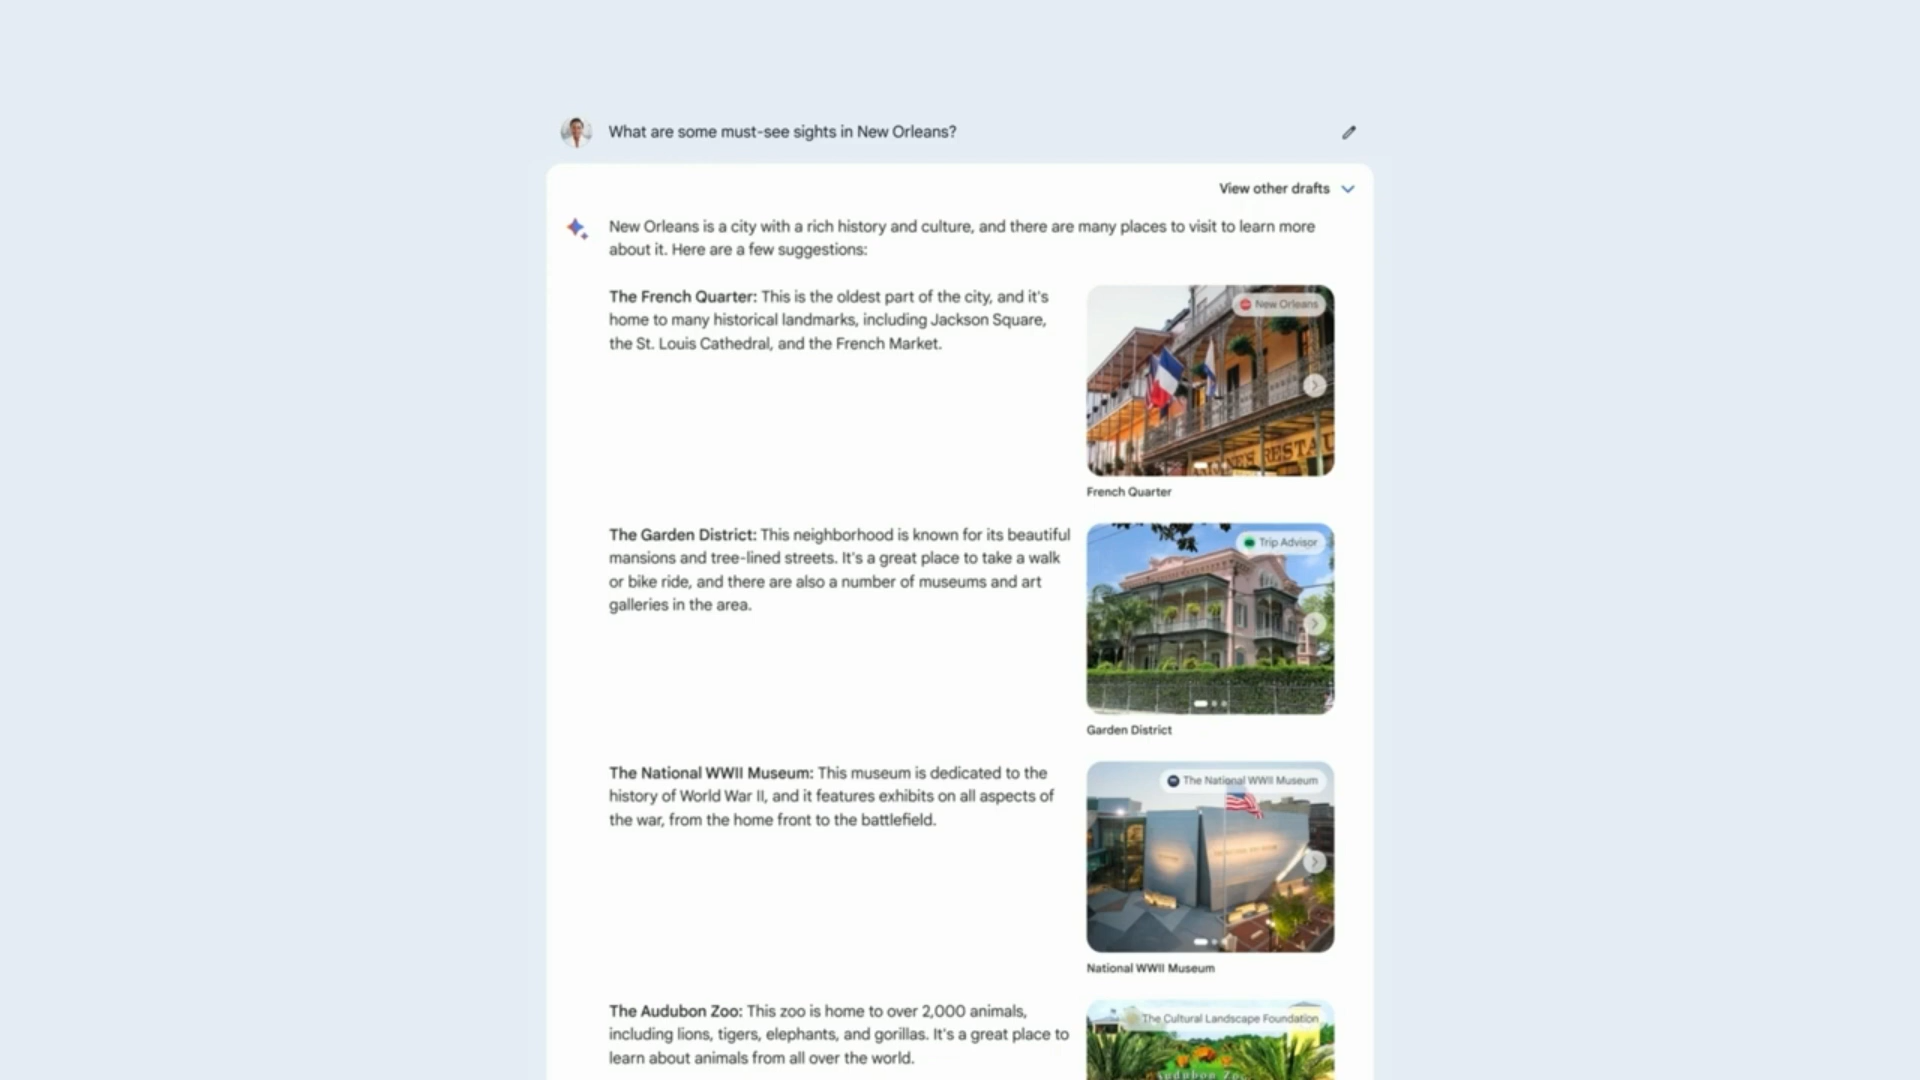 What are some must-see sights in New Orleans?
View other drafts
New Orleans is a city with a rich history and culture, and there are many places to visit to learn more
about it. Here are a few suggestions:
The French Quarter: This is the oldest part of the city, and it's
home to many historical landmarks, including Jackson Square,
the St. Louis Cathedral, and the French Market.
New Orleans
RESTAU
French Quarter
The Garden District: This neighborhood is known for its beautiful
mansions and tree-lined streets. It's a great place to take a walk
or bike ride, and there are also a number of museums and art
galleries in the area.
Trip Advisor
Garden District
The National WWII Museum: This museum is dedicated to the
history of World War II, and it features exhibits on all aspects of
the war, from the home front to the battlefield.
The National WWII Museum
National WWII Museum
The Audubon Zoo: This zoo is home to over 2,000 animals,
including lions, tigers, elephants, and gorillas. It's a great place to
learn about animals from all over the world.
The Cultural Landscape Foundation